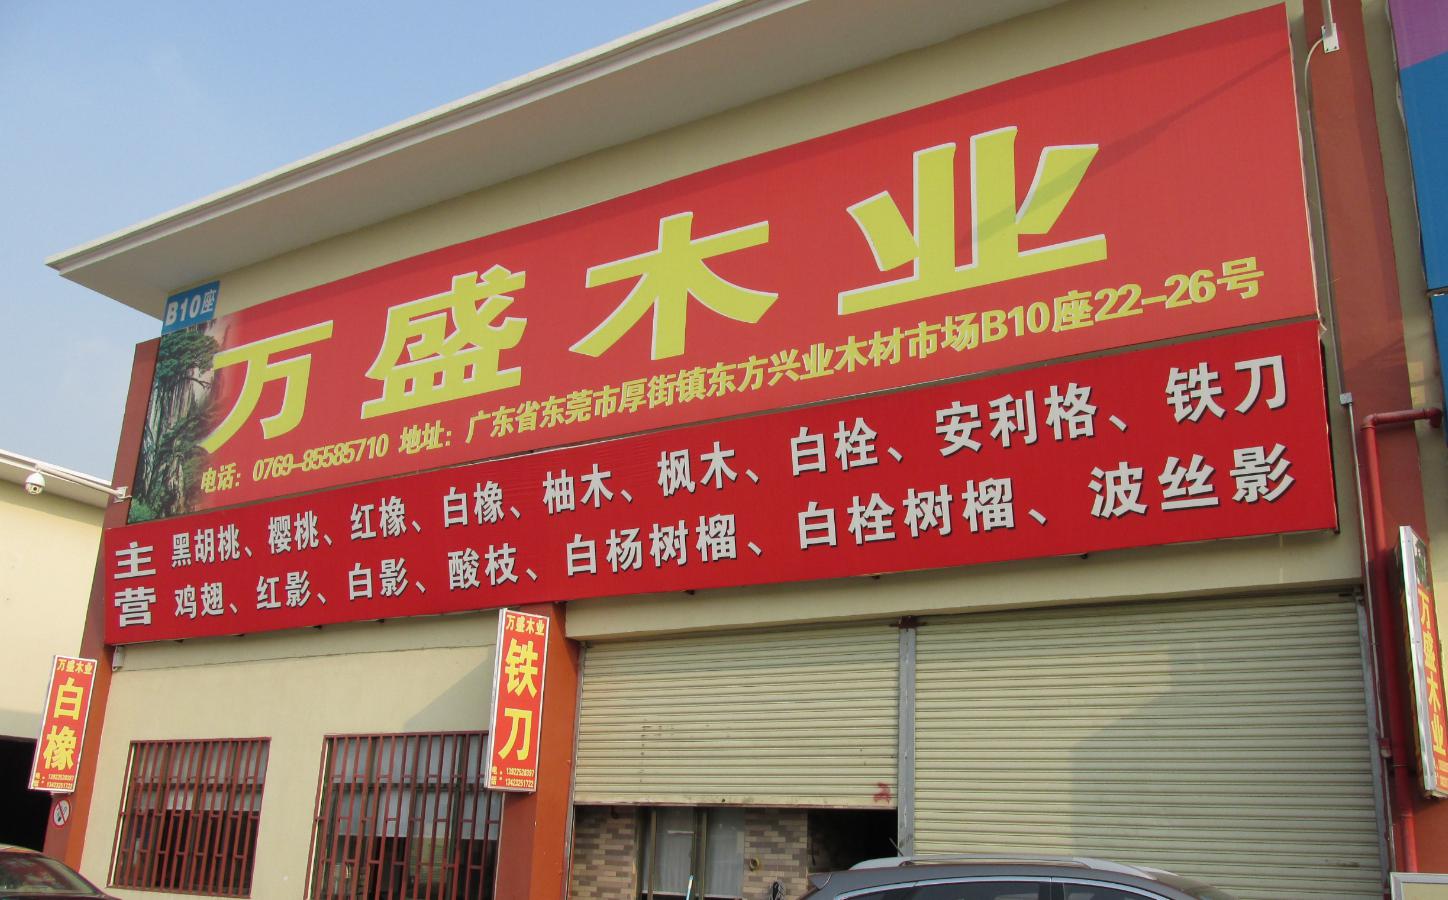 B10座
万盛木业
电话：0769-85585710 地址：广东省东莞市厚街镇东方兴业木材市场B10座22-26号
主营
黑胡桃、樱桃、红橡、白橡、柚木、枫木、白栓、安利格、铁刀
鸡翅、红影、白影、酸枝、白杨树榴、白栓树榴、波丝影
万盛木业
白橡
万盛木业
铁刀
万盛木业